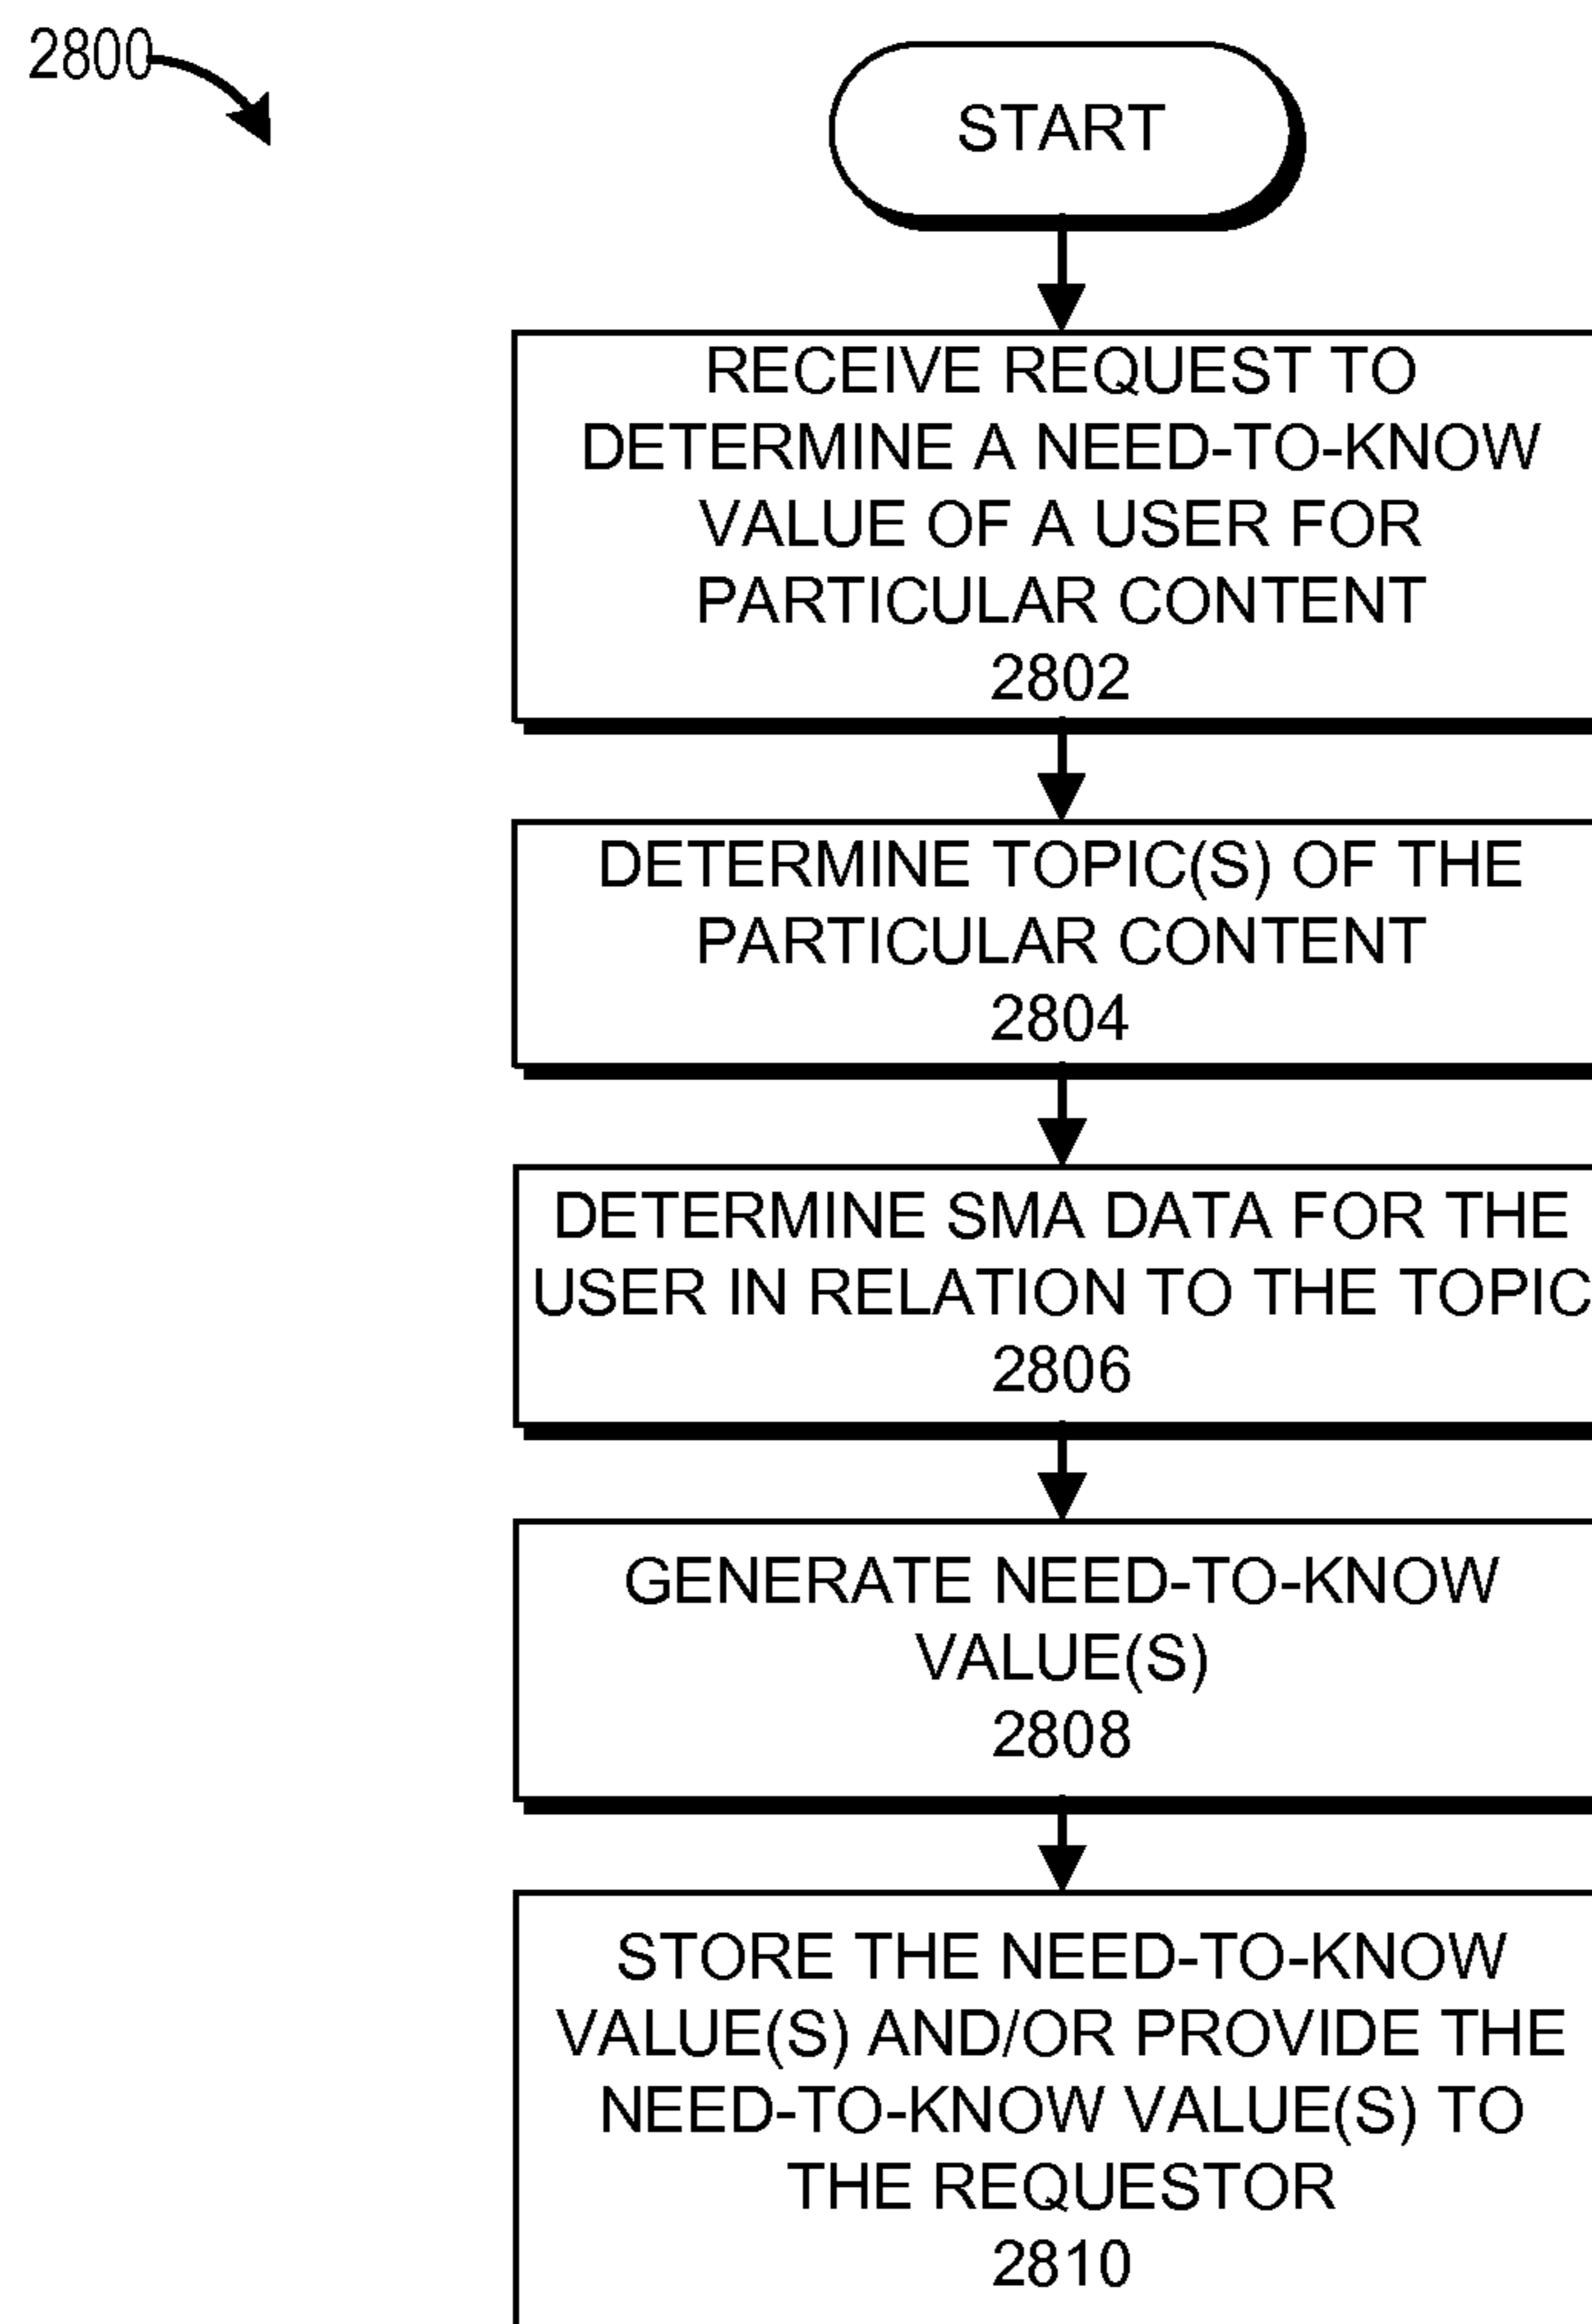 2800
START
RECEIVE REQUEST TO
DETERMINE A NEED-TO-KNOW
VALUE OF A USER FOR
PARTICULAR CONTENT
2802
DETERMINE TOPIC(S) OF THE
PARTICULAR CONTENT
2804
DETERMINE SMA DATA FOR THE
USER IN RELATION TO THE TOPIC
2806
GENERATE NEED-TO-KNOW
VALUE(S)
2808
STORE THE NEED-TO-KNOW
VALUE(S) AND/OR PROVIDE THE
NEED-TO-KNOW VALUE(S) TO
THE REQUESTOR
2810